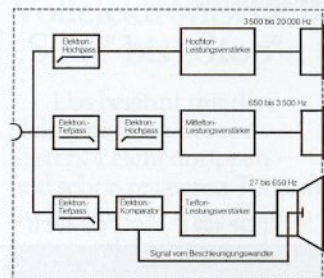 3 500 bis 20 000 Hz
Elektron.-
Hochpass
Hochton-
Leistungsverstärker
650 bis 3 500 Hz
Elektron.-
Tiefpass
Elektron.-
Hochpass
Mittelton-
Leistungsverstärker
27 bis 650 Hz
Elektron.-
Tiefpass
Elektron.-
Komparator
Tiefton-
Leistungsverstärker
Signal vom Beschleunigungswandler